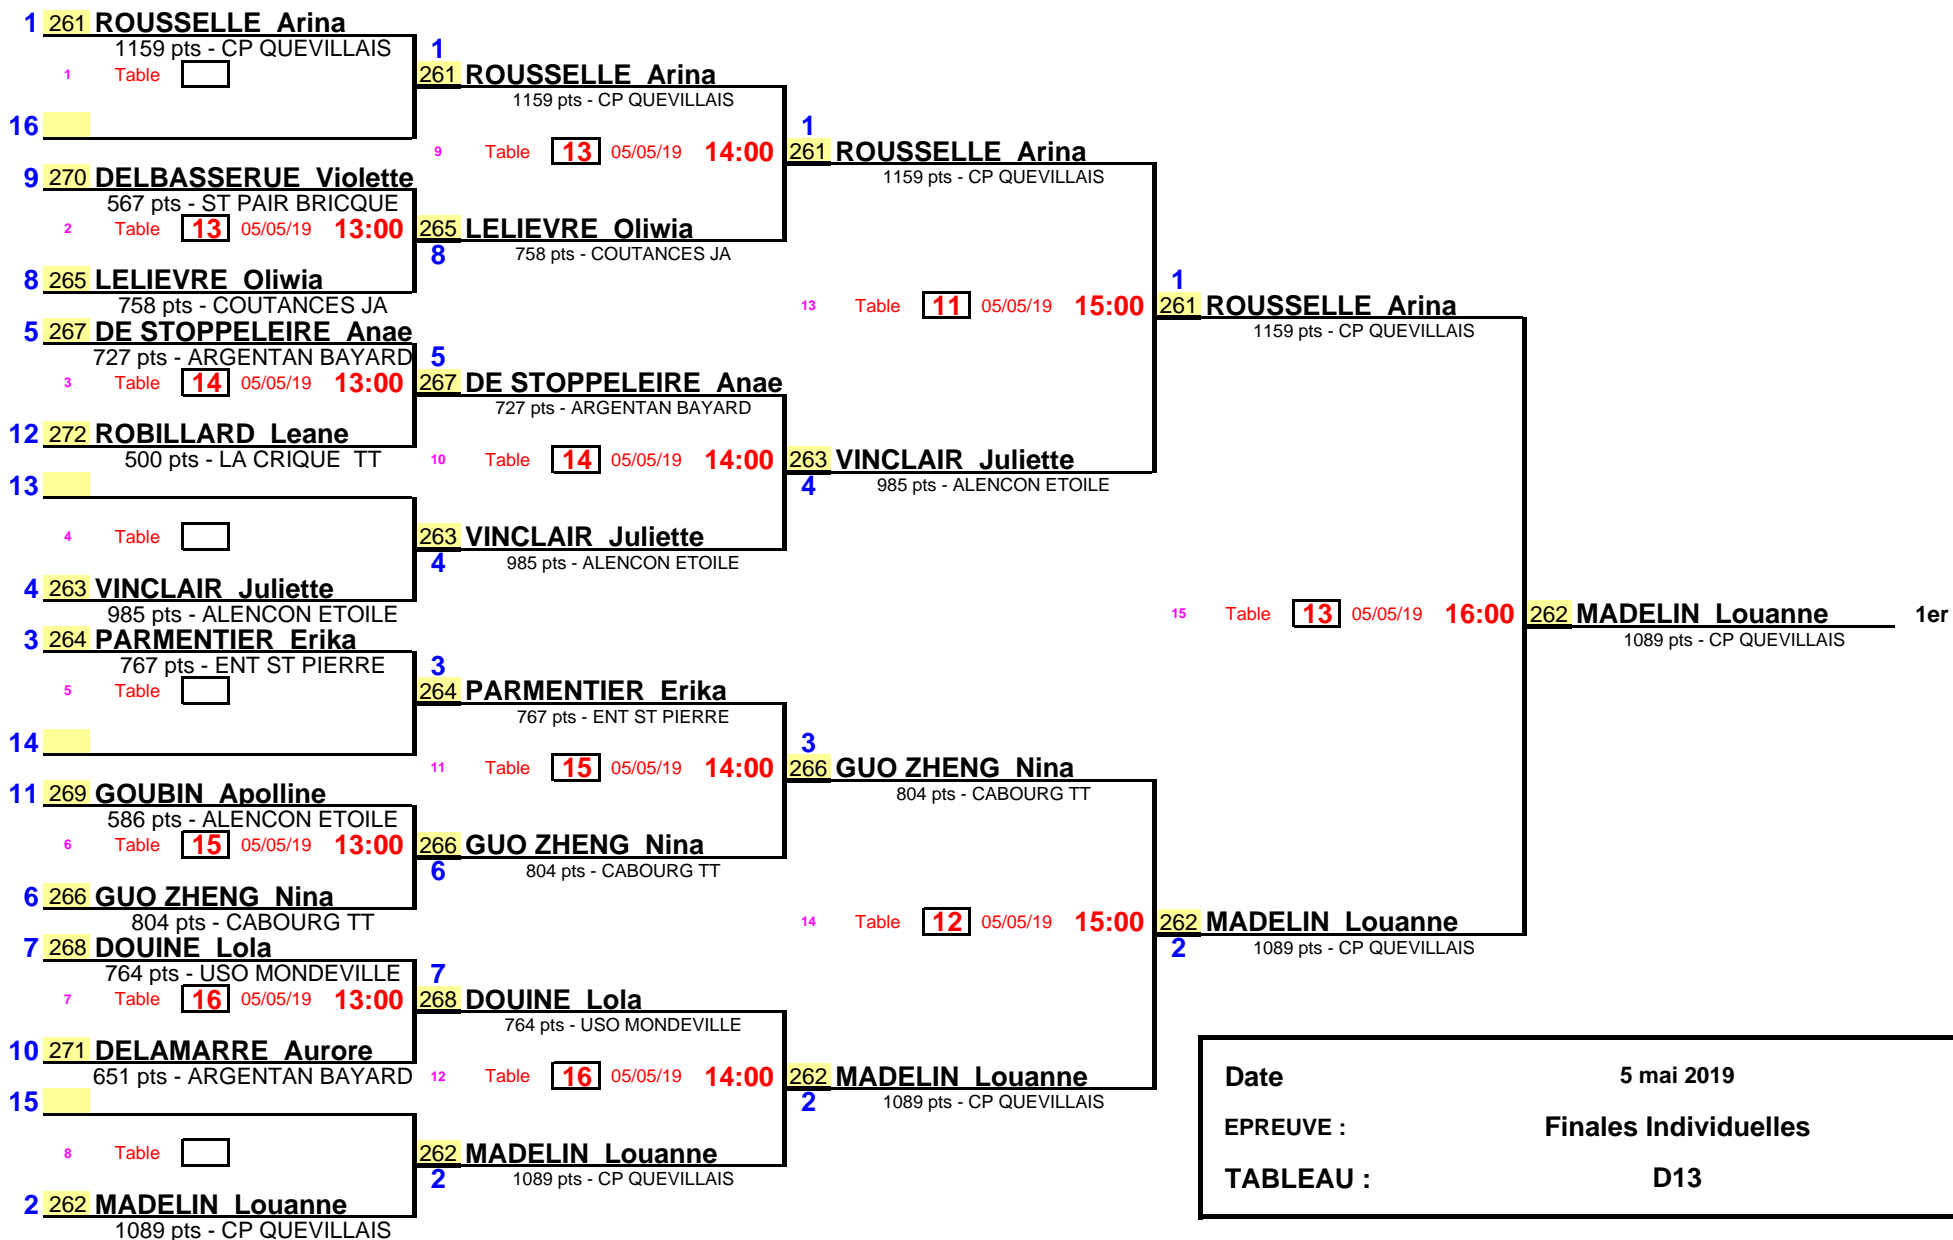 1 261 ROUSSELLE Arina
1159 pts - CP QUEVILLAIS
1 Table
16
9 270 DELBASSERUE Violette
567 pts - ST PAIR BRICQUE
2 Table 13 05/05/19 13:00
8 265 LELIEVRE Oliwia
758 pts - COUTANCES JA
5 267 DE STOPPELEIRE Anae
727 pts - ARGENTAN BAYARD
3 Table 14 05/05/19 13:00
12 272 ROBILLARD Leane
500 pts - LA CRIQUE TT
13
4 Table
4 263 VINCLAIR Juliette
985 pts - ALENCON ETOILE
3 264 PARMENTIER Erika
767 pts - ENT ST PIERRE
5 Table
14
11 269 GOUBIN Apolline
586 pts - ALENCON ETOILE
6 Table 15 05/05/19 13:00
6 266 GUO ZHENG Nina
804 pts - CABOURG TT
7 268 DOUINE Lola
764 pts - USO MONDEVILLE
7 Table 16 05/05/19 13:00
10 271 DELAMARRE Aurore
651 pts - ARGENTAN BAYARD
15
8 Table
2 262 MADELIN Louanne
1089 pts - CP QUEVILLAIS
1
261 ROUSSELLE Arina
1159 pts - CP QUEVILLAIS
9 Table 13 05/05/19 14:00
265 LELIEVRE Oliwia
8
758 pts - COUTANCES JA
5
267 DE STOPPELEIRE Anae
727 pts - ARGENTAN BAYARD
10 Table 14 05/05/19 14:00
263 VINCLAIR Juliette
4
985 pts - ALENCON ETOILE
3
264 PARMENTIER Erika
767 pts - ENT ST PIERRE
11 Table 15 05/05/19 14:00
266 GUO ZHENG Nina
6
804 pts - CABOURG TT
7
268 DOUINE Lola
764 pts - USO MONDEVILLE
12 Table 16 05/05/19 14:00
262 MADELIN Louanne
2
1089 pts - CP QUEVILLAIS
1
261 ROUSSELLE Arina
1159 pts - CP QUEVILLAIS
13 Table 11 05/05/19 15:00
263 VINCLAIR Juliette
4
985 pts - ALENCON ETOILE
3
266 GUO ZHENG Nina
804 pts - CABOURG TT
14 Table 12 05/05/19 15:00
262 MADELIN Louanne
2
1089 pts - CP QUEVILLAIS
1
261 ROUSSELLE Arina
1159 pts - CP QUEVILLAIS
15 Table 13 05/05/19 16:00
262 MADELIN Louanne
2
1089 pts - CP QUEVILLAIS
262 MADELIN Louanne 1er
1089 pts - CP QUEVILLAIS
Date 5 mai 2019
EPREUVE : Finales Individuelles
TABLEAU : D13